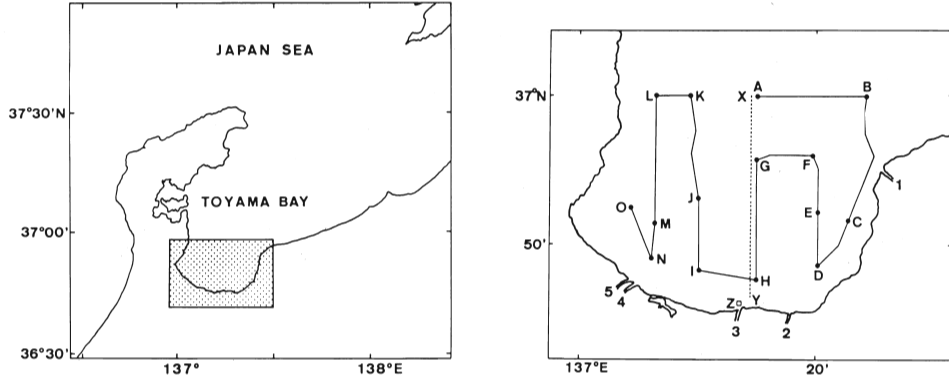 JAPAN SEA
37°30'
TOYAMA BAY
37°00'
36°30'
137°
138°E
37°N
L
K
X
A
B
G
F
1
J
O
M
E
C
50'
N
I
H
D
5
4
Z
Y
3
2
137°E
20'